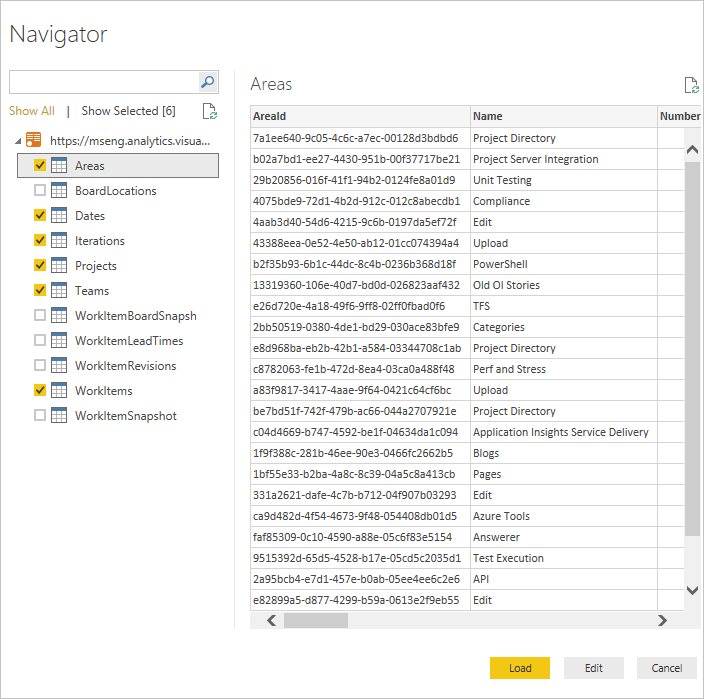 Navigator
Show All | Show Selected [6]
https://mseng.analytics.visua...
Areas
BoardLocations
Dates
Iterations
Projects
Teams
WorkItemBoardSnapsh
WorkItemLeadTimes
WorkItemRevisions
WorkItems
WorkItemSnapshot
Areas
AreaId Name Number
7a1ee640-9c05-4c6c-a7ec-00128d3bdbd6 Project Directory
b02a7bd1-ee27-4430-951b-00f37717be21 Project Server Integration
29b20856-016f-41f1-94b2-0124fe8a01d9 Unit Testing
4075bde9-72d1-4b2d-912c-012c8abecdb1 Compliance
4aab3d40-54d6-4215-9c6b-0197da5ef72f Edit
43388eea-0e52-4e50-ab12-01cc074394a4 Upload
b2f35b93-6b1c-44dc-8c4b-0236b368d18f PowerShell
13319360-106e-40d7-bd0d-026823aaf432 Old OI Stories
e26d720e-4a18-49f6-9ff8-02ff0fbad0f6 TFS
2bb50519-0380-4de1-bd29-030ace83bfe9 Categories
e8d968ba-eb2b-42b1-a584-03344708c1ab Project Directory
c8782063-fe1b-472d-8ea4-03ca0a488f48 Perf and Stress
a83f9817-3417-4aae-9f64-0421c64cf6bc Upload
be7bd51f-742f-479b-ac66-044a2707921e Project Directory
c04d4669-b747-4592-be1f-04634da1c094 Application Insights Service Delivery
1f9f388c-281b-46ee-90e3-0466fc2662b5 Blogs
1bf55e33-b2ba-4a8c-8c39-04a5c8a413cb Pages
331a2621-dafe-4c7b-b712-04f907b03293 Edit
ca9d482d-4f54-4673-9f48-054408db01d5 Azure Tools
faf85309-0c10-4590-a88e-05c6f83e5154 Answerer
9515392d-65d5-4528-b17e-05cd5c2035d1 Test Execution
2a95bcb4-e7d1-457e-b0ab-05ee4ee6c2e6 API
e82899a5-d877-4299-b59a-0613e2f9eb55 Edit
Load Edit Cancel